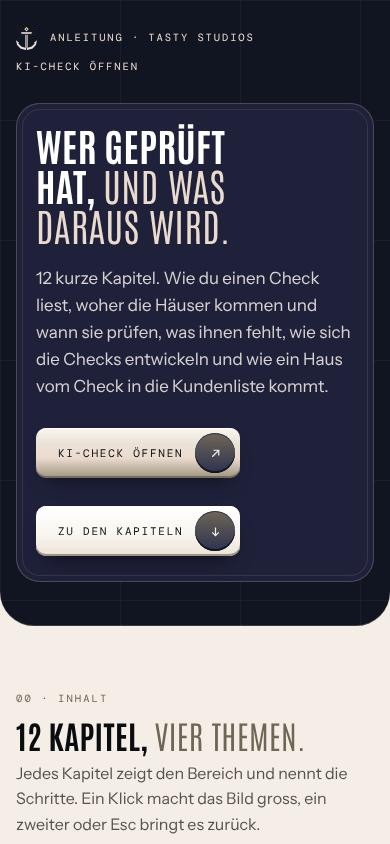 ANLEITUNG · TASTY STUDIOS
KI-CHECK ÖFFNEN
WER GEPRÜFT
HAT, UND WAS
DARAUS WIRD.
12 kurze Kapitel. Wie du einen Check
liest, woher die Häuser kommen und
wann sie prüfen, was ihnen fehlt, wie sich
die Checks entwickeln und wie ein Haus
vom Check in die Kundenliste kommt.
KI-CHECK ÖFFNEN ↗
ZU DEN KAPITELN ↓
00 · INHALT
12 KAPITEL, VIER THEMEN.
Jedes Kapitel zeigt den Bereich und nennt die
Schritte. Ein Klick macht das Bild gross, ein
zweiter oder Esc bringt es zurück.